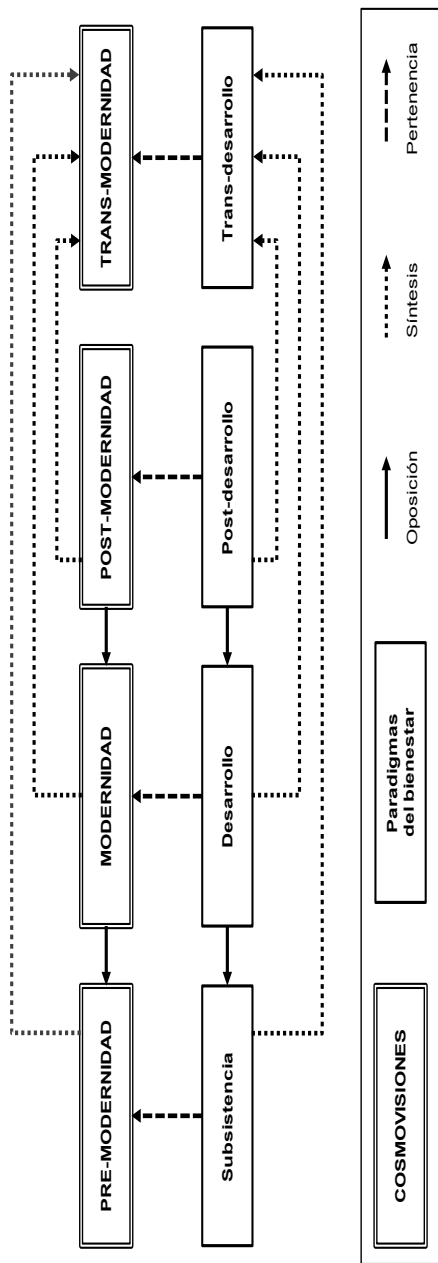 PRE-MODERNIDAD
MODERNIDAD
POST-MODERNIDAD
TRANS-MODERNIDAD
Subsistencia
Desarrollo
Post-desarrollo
Trans-desarrollo
COSMOVISIONES
Paradigmas
del bienestar
Oposición
Síntesis
Pertenencia